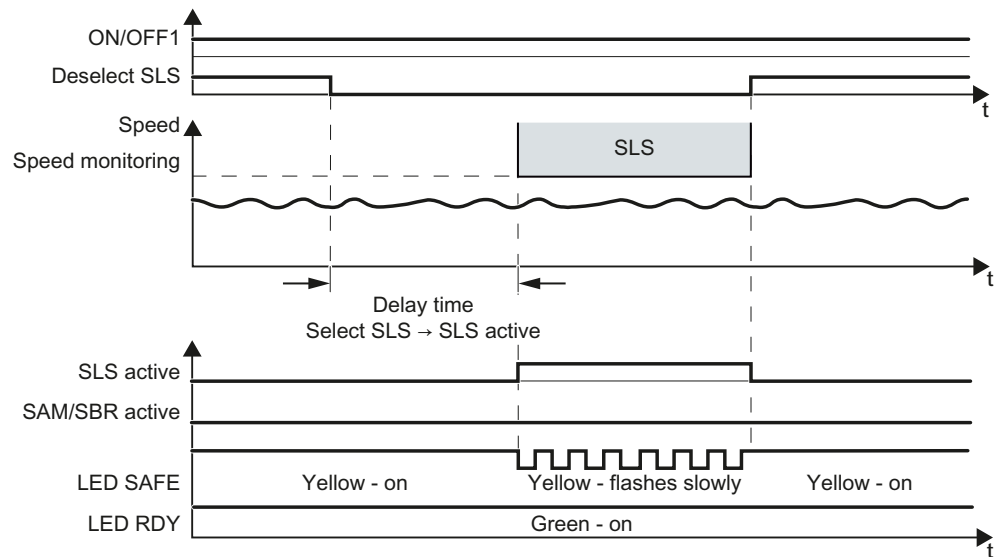 ON/OFF1
Deselect SLS
t
Speed
Speed monitoring
SLS
t
Delay time
Select SLS → SLS active
SLS active
SAM/SBR active
LED SAFE
Yellow - on
Yellow - flashes slowly
Yellow - on
LED RDY
Green - on
t